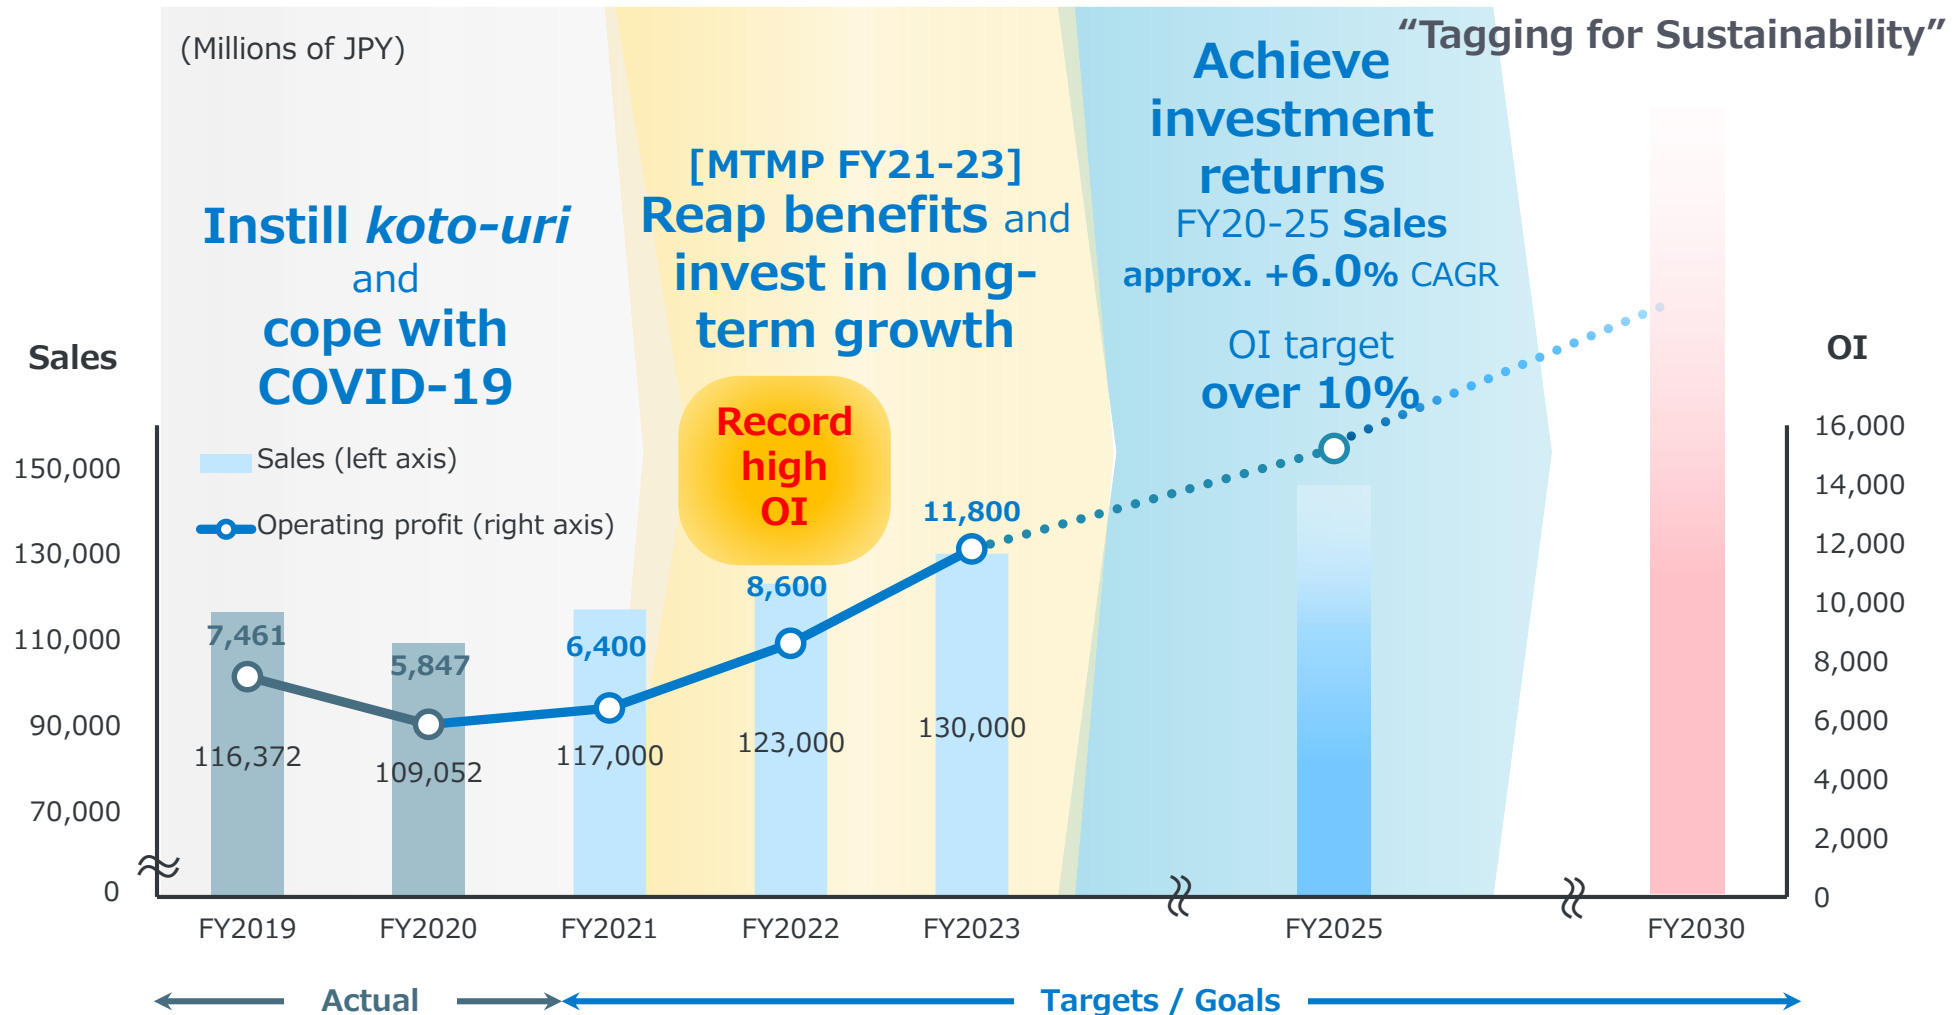 “Tagging for Sustainability”
(Millions of JPY)
Instill koto-uri
and
cope with
COVID-19
[MTMP FY21-23]
Reap benefits and
invest in long-
term growth
Achieve
investment
returns
FY20-25 Sales
approx. +6.0% CAGR
OI target
over 10%
Record
high
OI
Sales
OI
Sales (left axis)
Operating profit (right axis)
150,000
130,000
110,000
90,000
70,000
0
16,000
14,000
12,000
10,000
8,000
6,000
4,000
2,000
0
7,461
5,847
6,400
8,600
11,800
116,372
109,052
117,000
123,000
130,000
FY2019
FY2020
FY2021
FY2022
FY2023
FY2025
FY2030
Actual
Targets / Goals